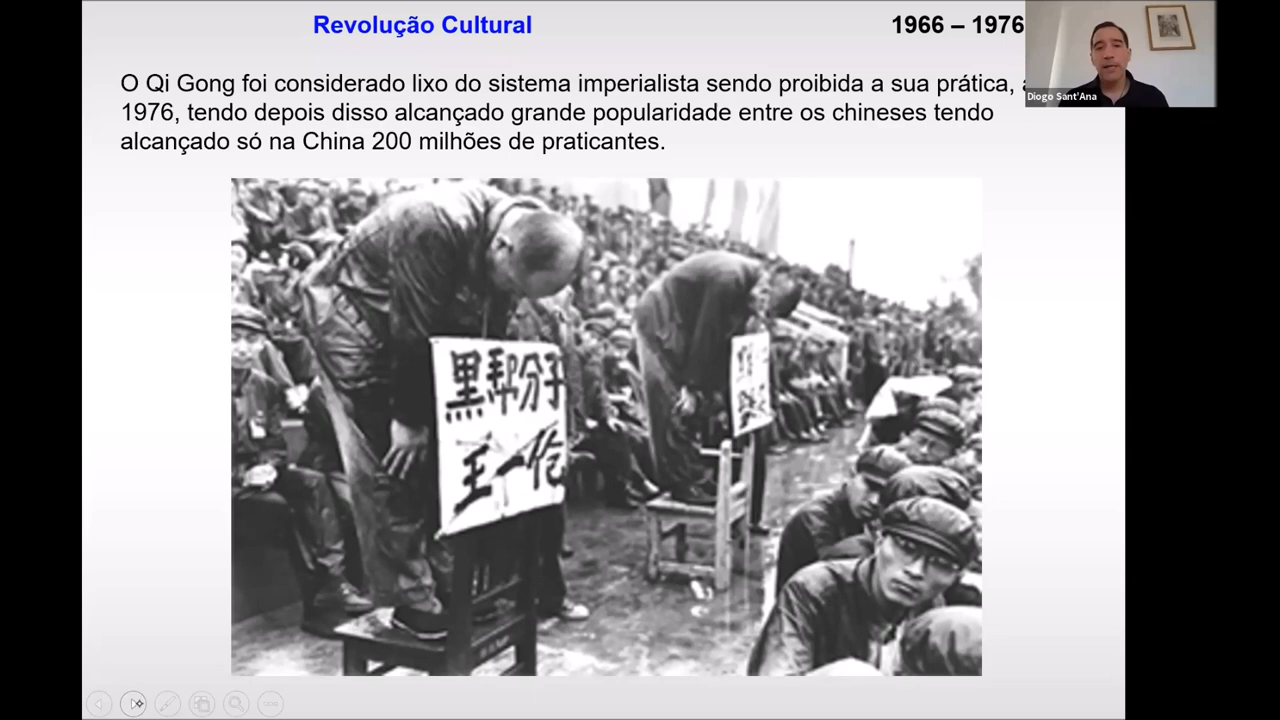 Revolução Cultural
1966 – 1976
O Qi Gong foi considerado lixo do sistema imperialista sendo proibida a sua prática,
1976, tendo depois disso alcançado grande popularidade entre os chineses tendo
alcançado só na China 200 milhões de praticantes.
Diogo Sant'Ana
黑帮分子
王一伦